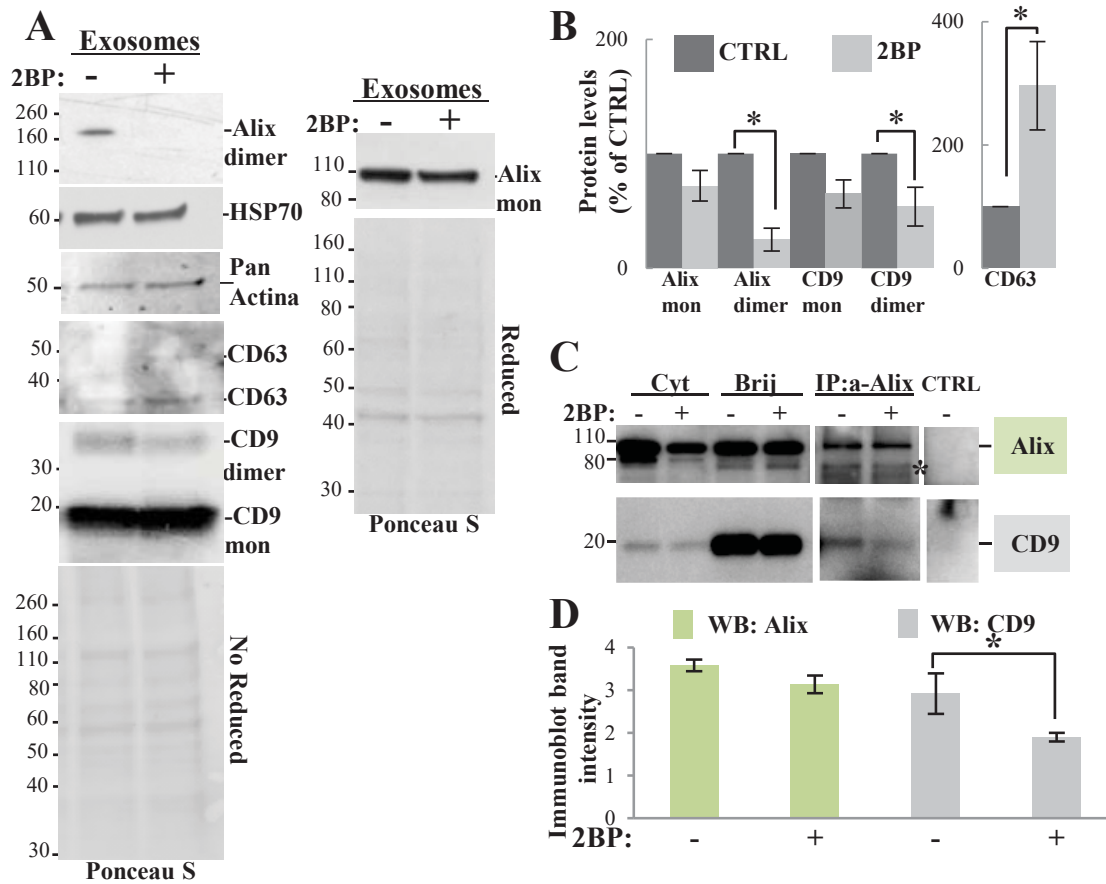 A
Exosomes
2BP: - +
260
160
110
-Alix
dimer
60
-HSP70
50
Pan
Actina
50
40
-CD63
-CD63
30
20
-CD9
dimer
-CD9
mon
260
160
110
80
60
50
40
30
No Reduced
Ponceau S
Exosomes
2BP: - +
110
80
-Alix
mon
160
110
80
60
50
40
30
Reduced
Ponceau S
B
Protein levels
(% of CTRL)
200
0
CTRL
2BP
*
*
Alix
mon
Alix
dimer
CD9
mon
CD9
dimer
400
200
0
*
CD63
C
Cyt Brij IP:a-Alix CTRL
2BP: - + - + - + -
110
80
*
Alix
20
CD9
D
WB: Alix
WB: CD9
Immunoblot band
intensity
4
3
2
1
0
*
2BP: - + - +